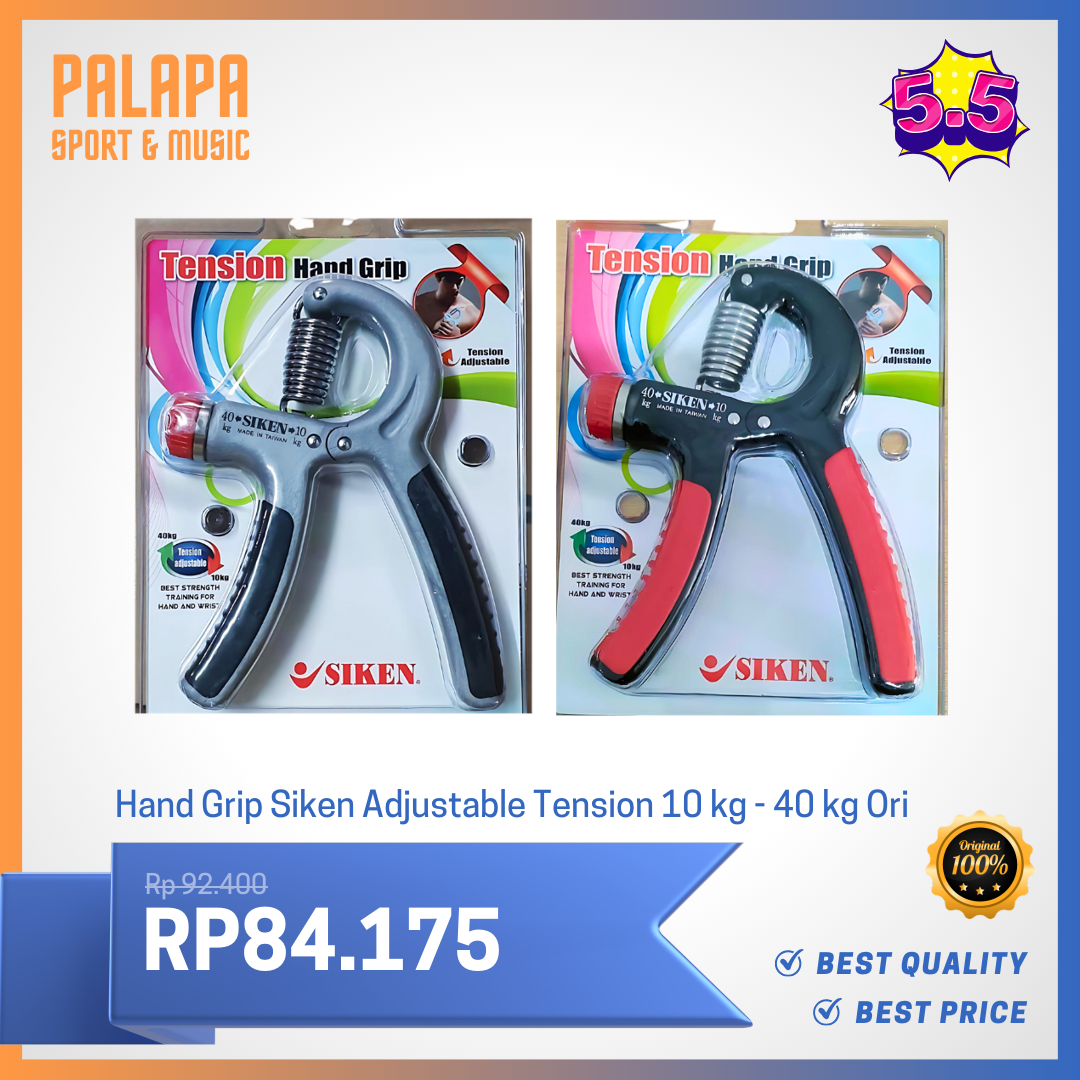 PALAPA
SPORT & MUSIC
5.5
Tension Hand Grip
Tension
Adjustable
40 SIKEN 10
kg MADE IN TAIWAN kg
40kg
Tension
adjustable
10kg
BEST STRENGTH
TRAINING FOR
HAND AND WRIST
SIKEN
Tension Hand Grip
Tension
Adjustable
40 SIKEN 10
kg MADE IN TAIWAN kg
40kg
Tension
adjustable
10kg
BEST STRENGTH
TRAINING FOR
HAND AND WRIST
SIKEN
Hand Grip Siken Adjustable Tension 10 kg - 40 kg Ori
Original
100%
Rp 92.400
RP84.175
BEST QUALITY
BEST PRICE